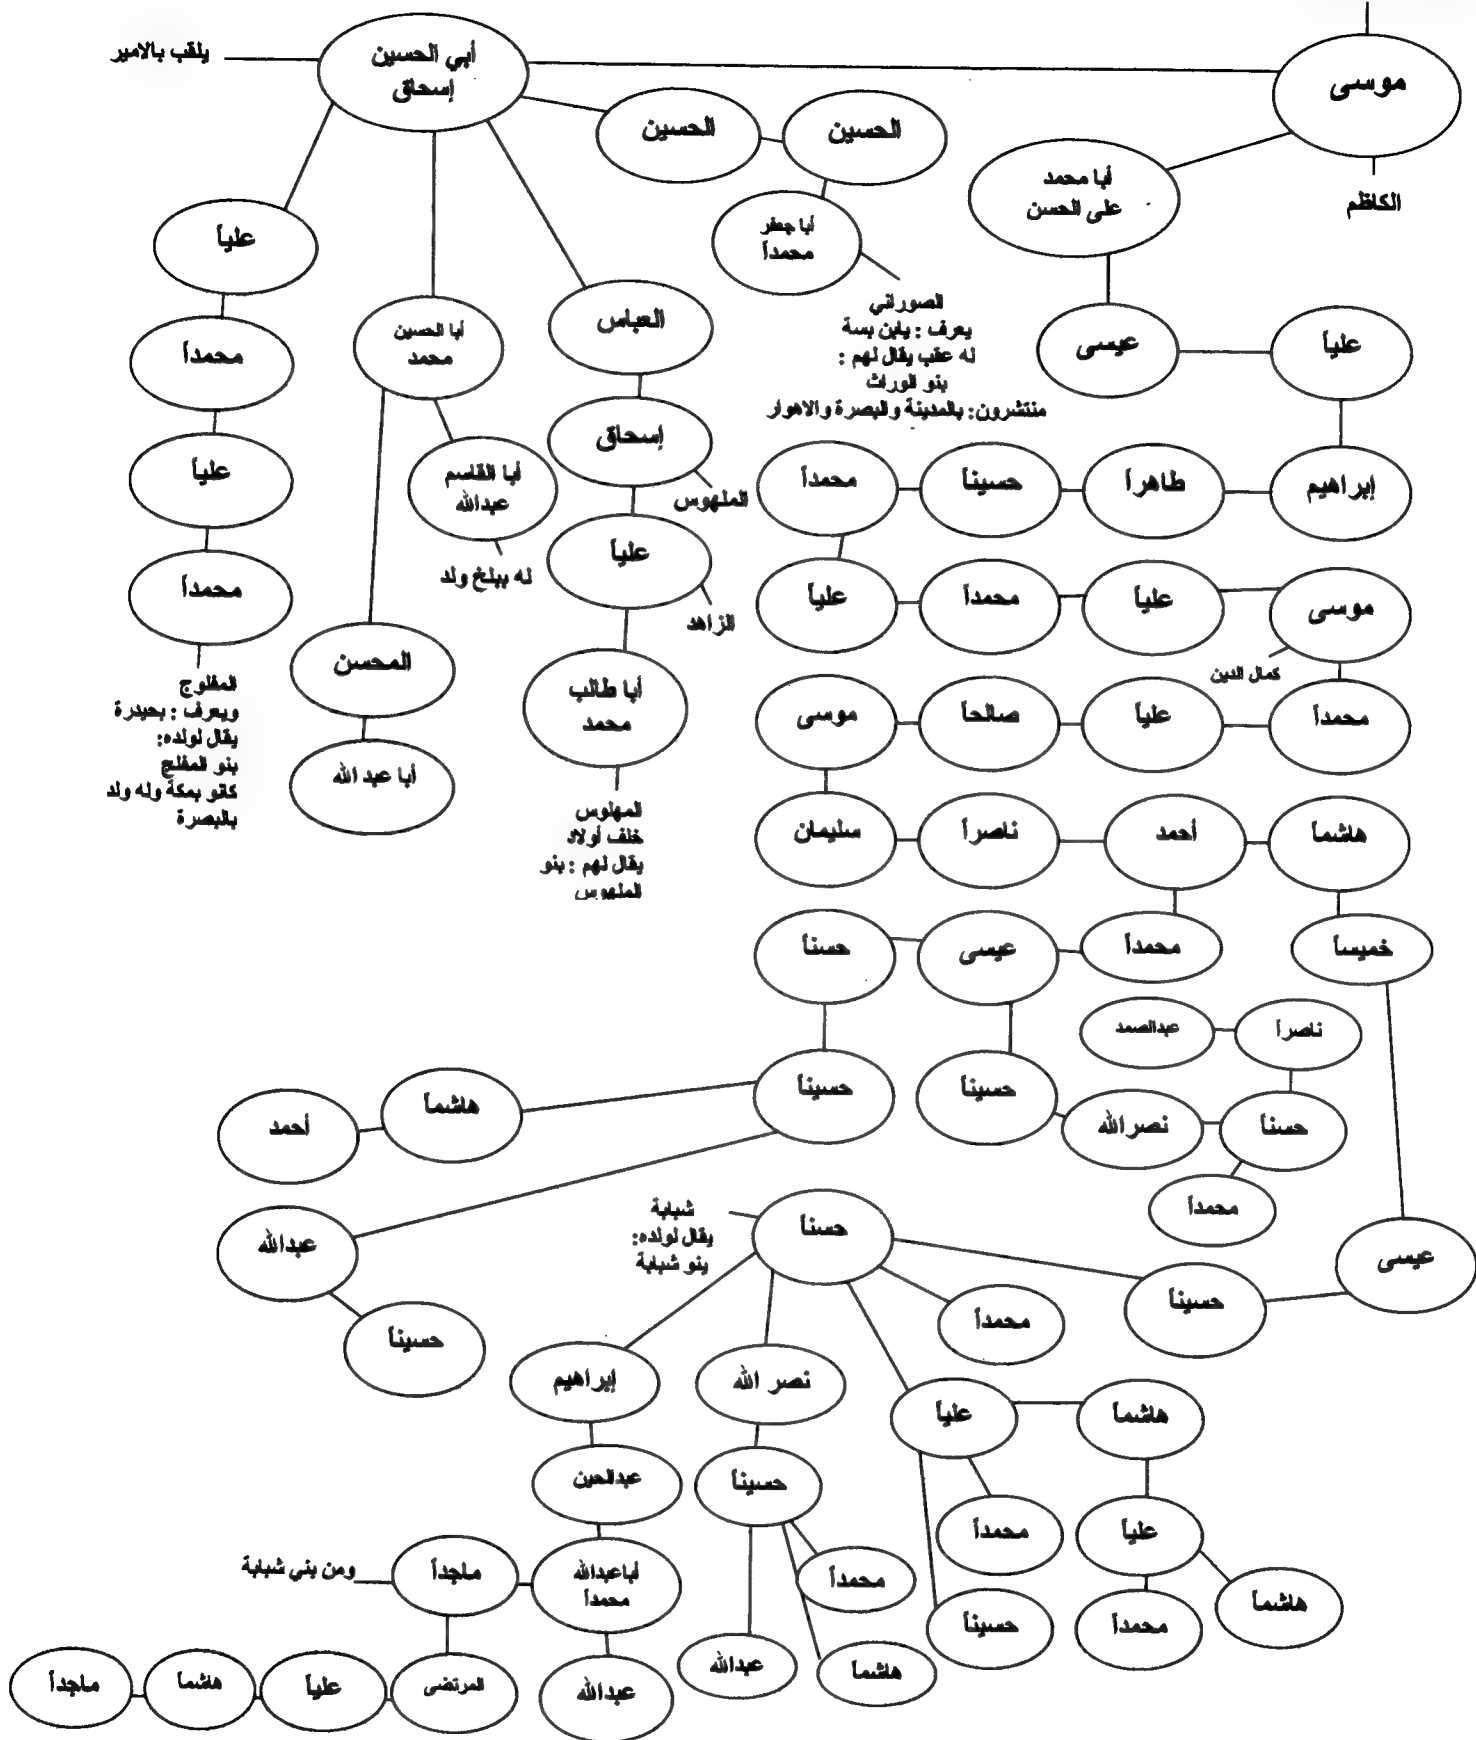 موسى
الكاظم
أبي الحسين
إسحاق
يلقب بالامير
الحسين
الحسين
أبا جعفر
محمداً
الصوراني
يعرف : بابن بسة
له عقب يقال لهم :
بنو الوراث
منتشرون: بالمدينة والبصرة والاهوار
أبا محمد
على الحسن
عيسى
علياً
إبراهيم
طاهراً
حسيناً
محمداً
علياً
محمداً
علياً
موسى
كمال الدين
محمداً
علياً
صالحاً
موسى
سليمان
ناصراً
أحمد
هاشماً
خميساً
محمداً
عيسى
حسناً
العباس
إسحاق
الملهوس
علياً
الزاهد
أبا طالب
محمد
المهلوس
خلف أولاد
يقال لهم : بنو
الملهوس
أبا الحسين
محمد
أبا القاسم
عبدالله
له ببلخ ولد
المحسن
أبا عبد الله
علياً
محمداً
علياً
محمداً
المفلوج
ويعرف : بحيدرة
يقال لولده:
بنو المفلج
كانو بمكة وله ولد
بالبصرة
ناصراً
عبدالصمد
حسيناً
نصرالله
حسناً
محمداً
حسيناً
هاشماً
أحمد
عبدالله
حسيناً
عيسى
حسيناً
حسناً
شبابة
يقال لولده:
بنو شبابة
محمداً
علياً
هاشماً
نصر الله
إبراهيم
عبدالحين
حسيناً
محمداً
علياً
هاشماً
محمداً
حسيناً
محمداً
هاشماً
عبدالله
أباعبدالله
محمداً
ماجداً
ومن بني شبابة
عبدالله
المرتضى
علياً
هاشماً
ماجداً